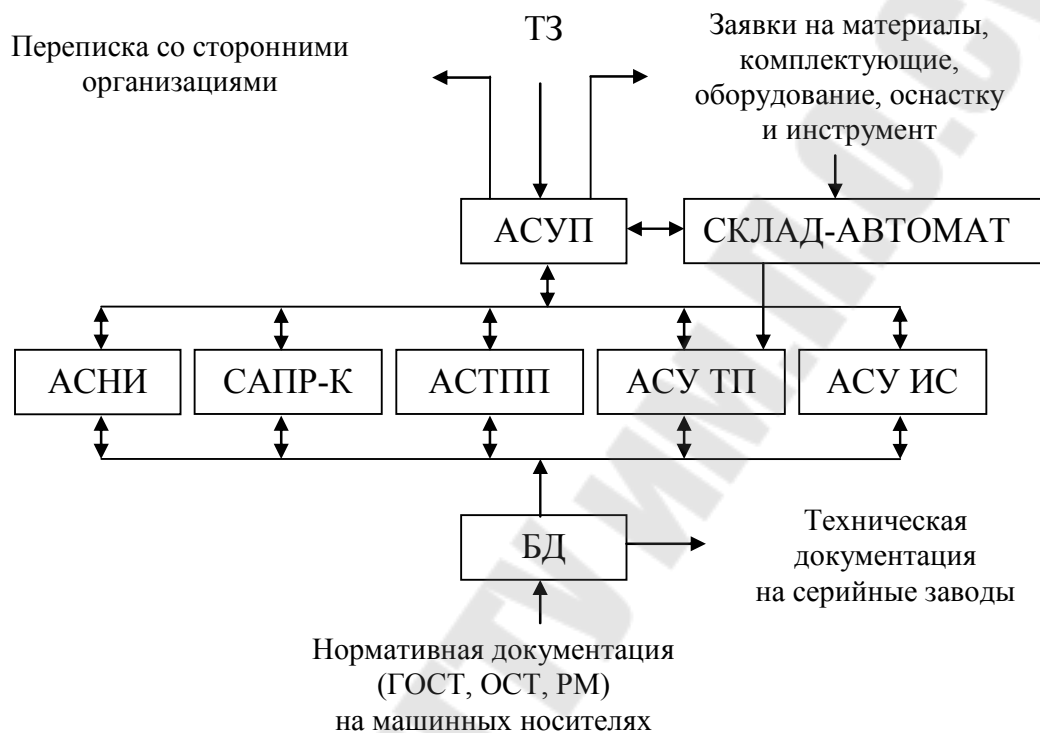 Переписка со сторонними
организациями
ТЗ
Заявки на материалы,
комплектующие,
оборудование, оснастку
и инструмент
АСУП
СКЛАД-АВТОМАТ
АСНИ
САПР-К
АСТПП
АСУ ТП
АСУ ИС
БД
Техническая
документация
на серийные заводы
Нормативная документация
(ГОСТ, ОСТ, РМ)
на машинных носителях